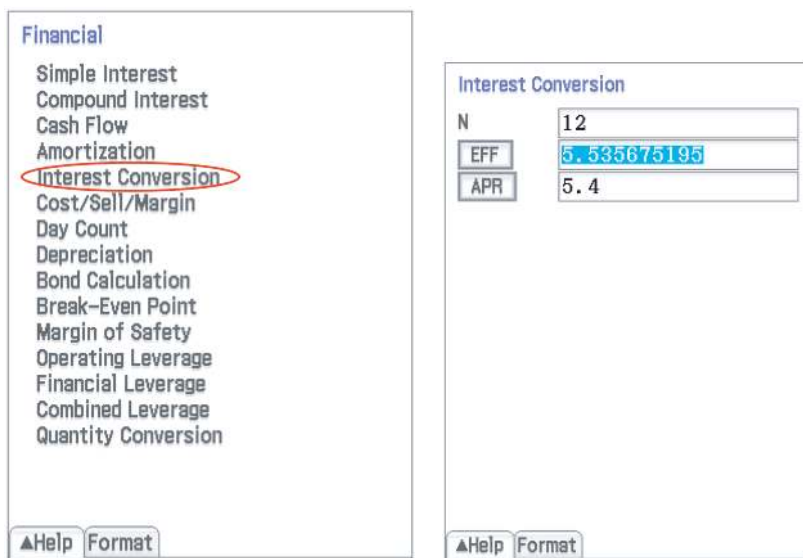 Financial
Simple Interest
Compound Interest
Cash Flow
Amortization
Interest Conversion
Cost/Sell/Margin
Day Count
Depreciation
Bond Calculation
Break-Even Point
Margin of Safety
Operating Leverage
Financial Leverage
Combined Leverage
Quantity Conversion
▲Help Format
Interest Conversion
N 12
EFF 5.535675195
APR 5.4
▲Help Format